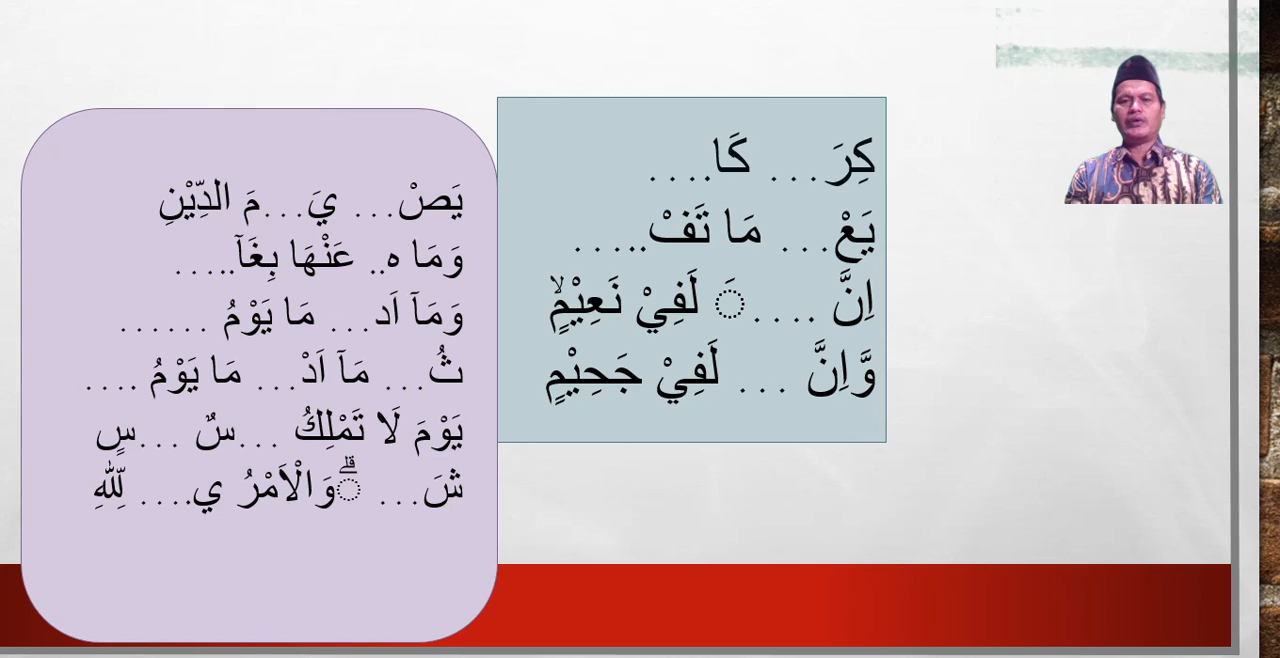 كِرَ... كَا....
يَعْ... مَا تَفْ.....
اِنَّ ....َ لَفِيْ نَعِيْمٍۙ
وَّاِنَّ ... لَفِيْ جَحِيْمٍ
يَصْ... يَ...مَ الدِّيْنِ
وَمَا ه.. عَنْهَا بِغَآ.....
وَمَآ اَد... مَا يَوْمُ ......
ثُ... مَآ اَدْ... مَا يَوْمُ ....
يَوْمَ لَا تَمْلِكُ ...سٌ ...سٍ
شَ... ۗوَالْاَمْرُ ي.... لِّلّٰهِ